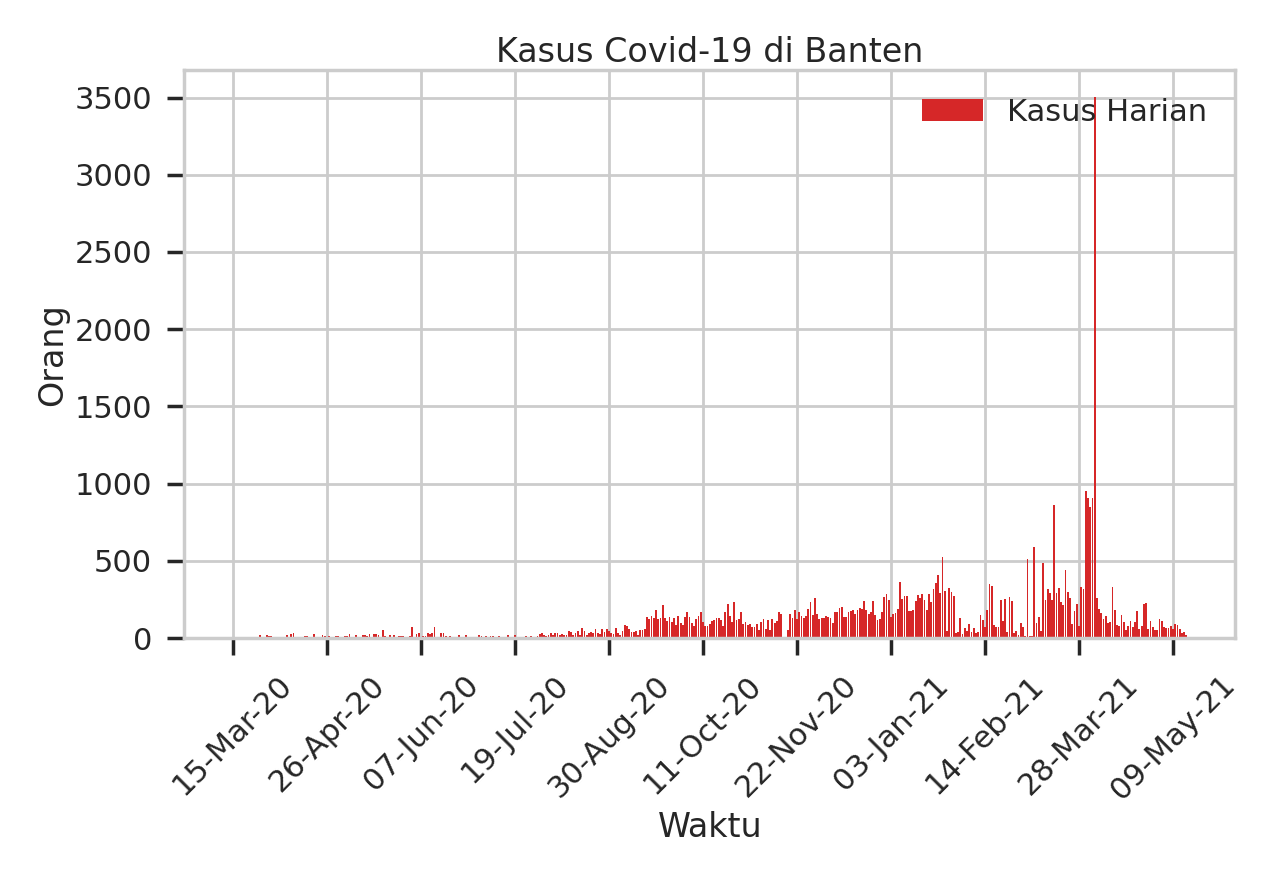 Kasus Covid-19 di Banten
Kasus Harian
Orang
3500
3000
2500
2000
1500
1000
500
0
15-Mar-20
26-Apr-20
07-Jun-20
19-Jul-20
30-Aug-20
11-Oct-20
22-Nov-20
03-Jan-21
14-Feb-21
28-Mar-21
09-May-21
Waktu